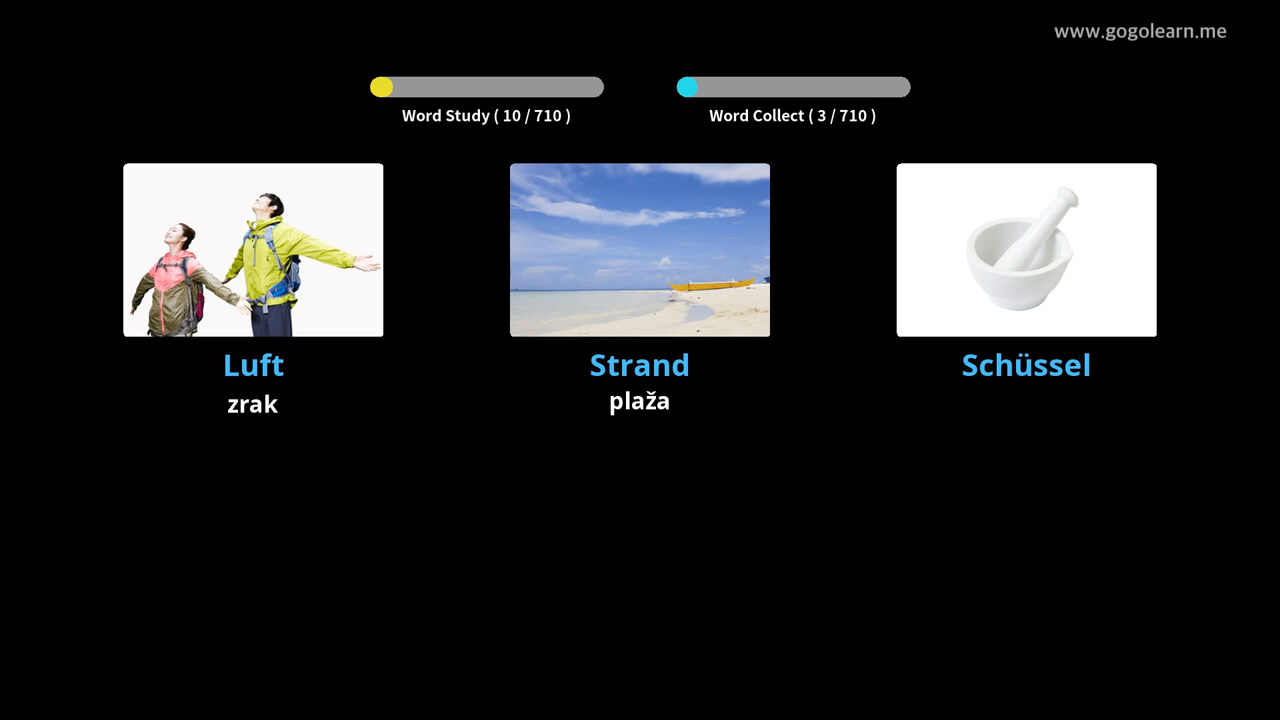 www.gogolearn.me
Word Study ( 10 / 710 )
Word Collect ( 3 / 710 )
Luft
zrak
Strand
plaža
Schüssel